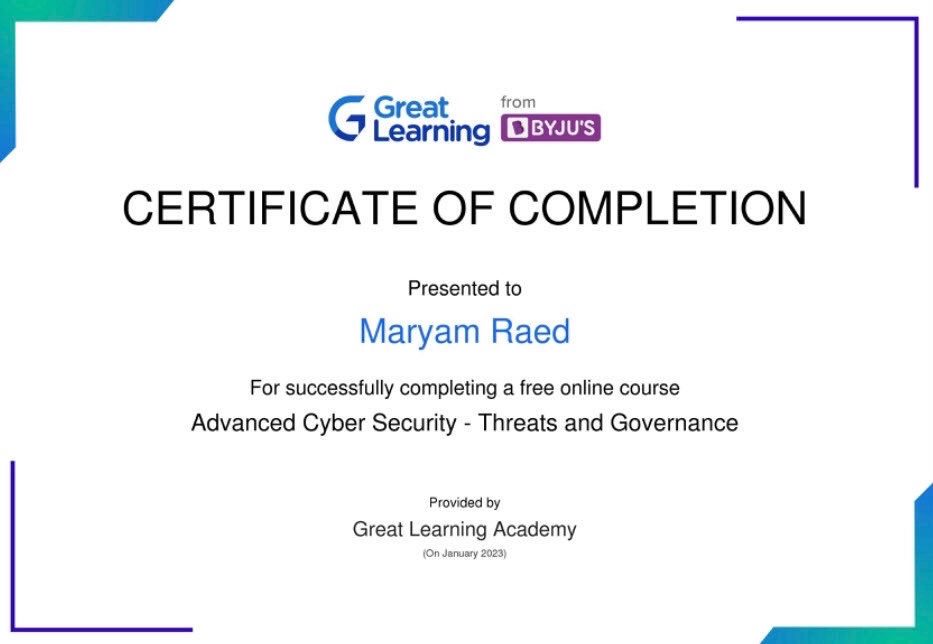 Great Learning
from
BYJU'S
CERTIFICATE OF COMPLETION
Presented to
Maryam Raed
For successfully completing a free online course
Advanced Cyber Security - Threats and Governance
Provided by
Great Learning Academy
(On January 2023)